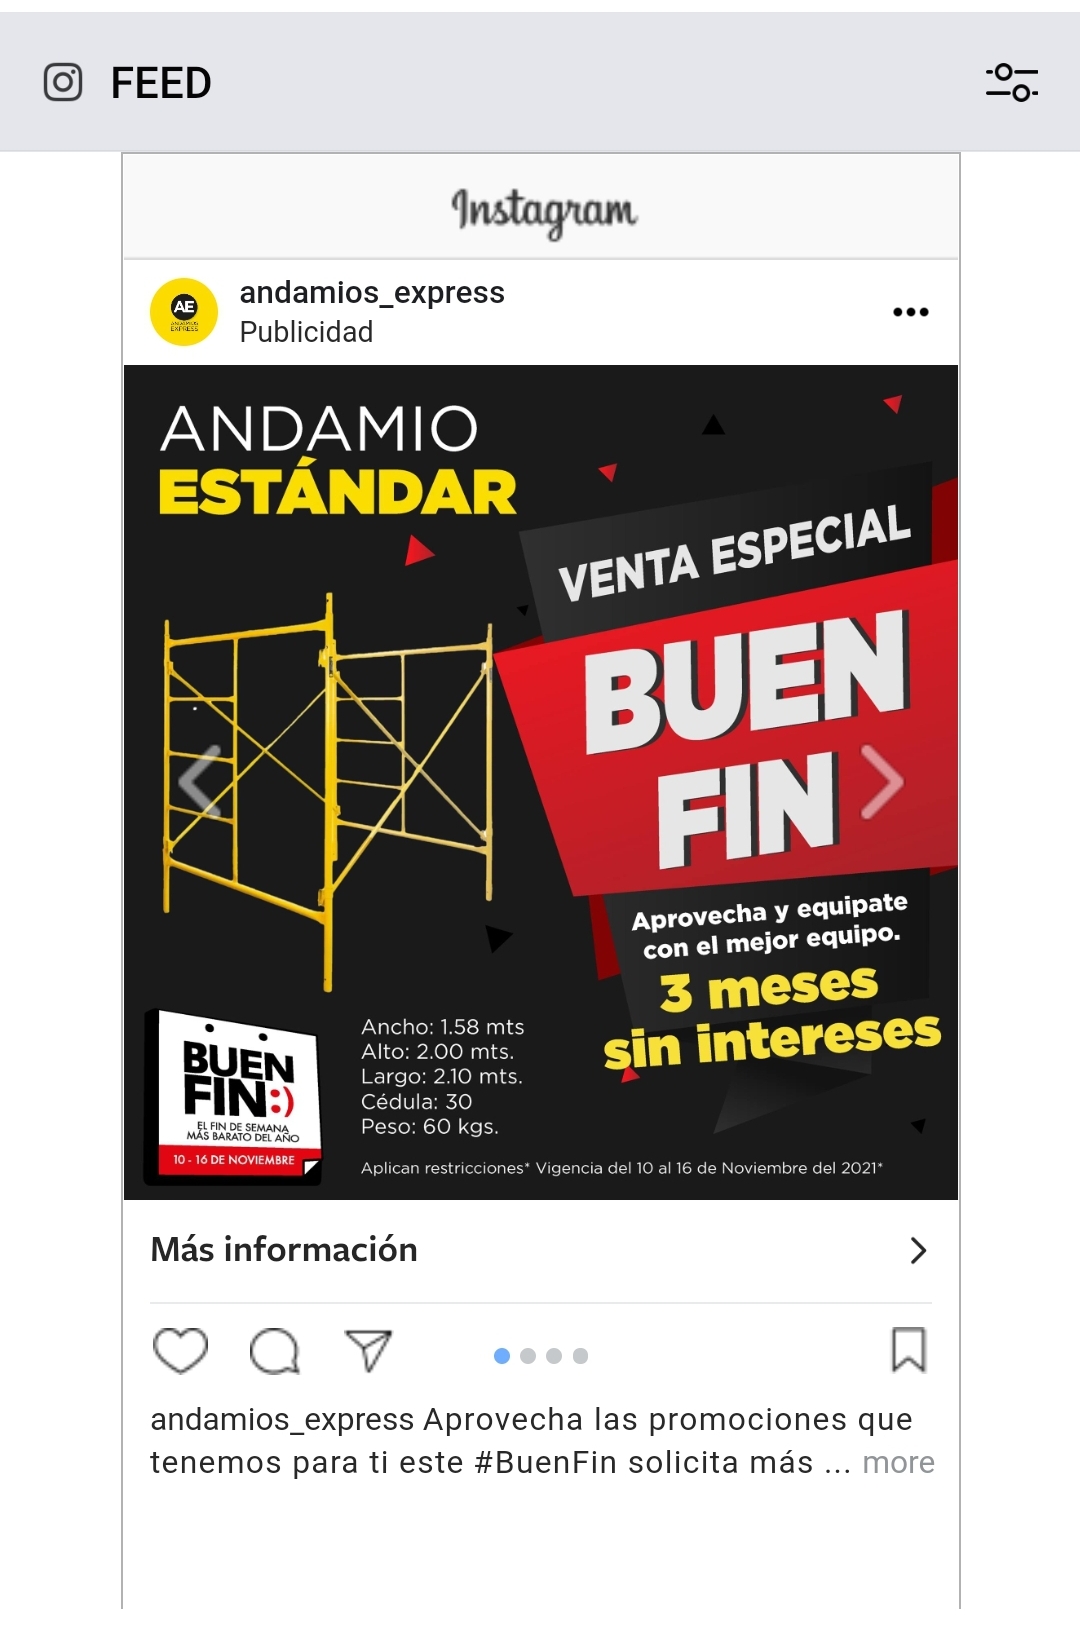 FEED
Instagram
AE
ANDAMIOS
EXPRESS
andamios_express
Publicidad
ANDAMIO
ESTÁNDAR
VENTA ESPECIAL
BUEN
FIN
Aprovecha y equipate
con el mejor equipo.
3 meses
sin intereses
BUEN
FIN:)
EL FIN DE SEMANA
MÁS BARATO DEL AÑO
10 - 16 DE NOVIEMBRE
Ancho: 1.58 mts
Alto: 2.00 mts.
Largo: 2.10 mts.
Cédula: 30
Peso: 60 kgs.
Aplican restricciones* Vigencia del 10 al 16 de Noviembre del 2021*
Más información
andamios_express Aprovecha las promociones que
tenemos para ti este #BuenFin solicita más ... more